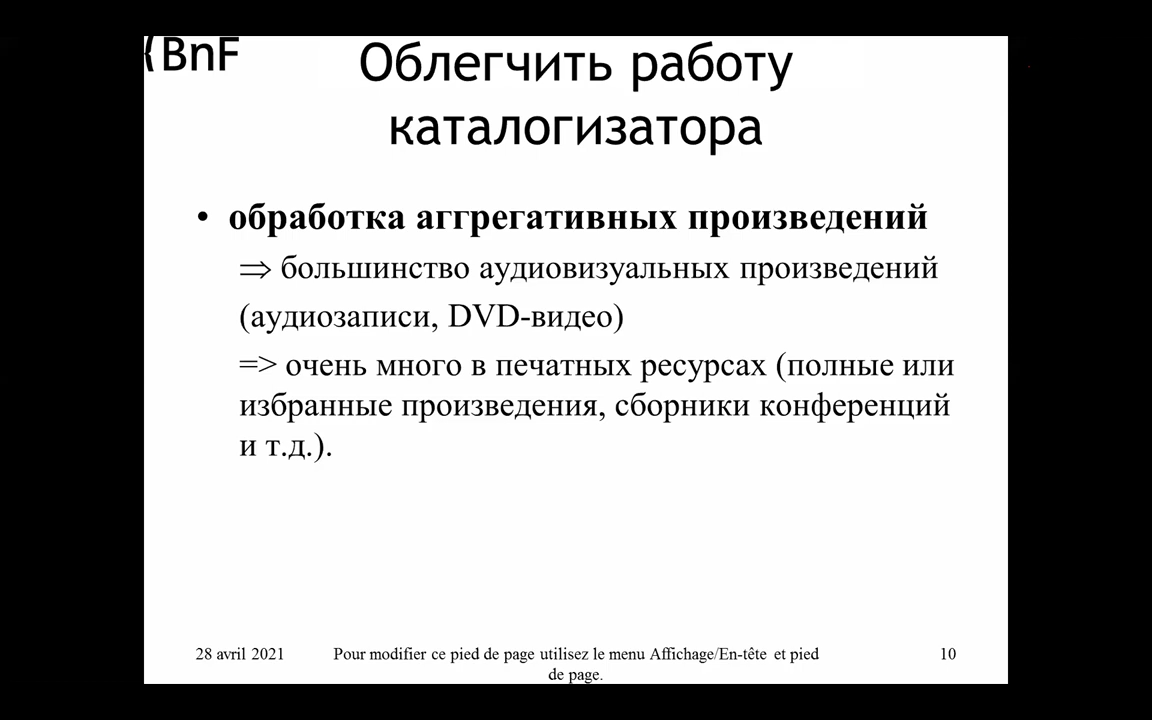 {BnF
Облегчить работу
каталогизатора
• обработка аггрегативных произведений
⇒ большинство аудиовизуальных произведений
(аудиозаписи, DVD-видео)
=> очень много в печатных ресурсах (полные или
избранные произведения, сборники конференций
и т.д.).
28 avril 2021
Pour modifier ce pied de page utilisez le menu Affichage/En-tête et pied
de page.
10